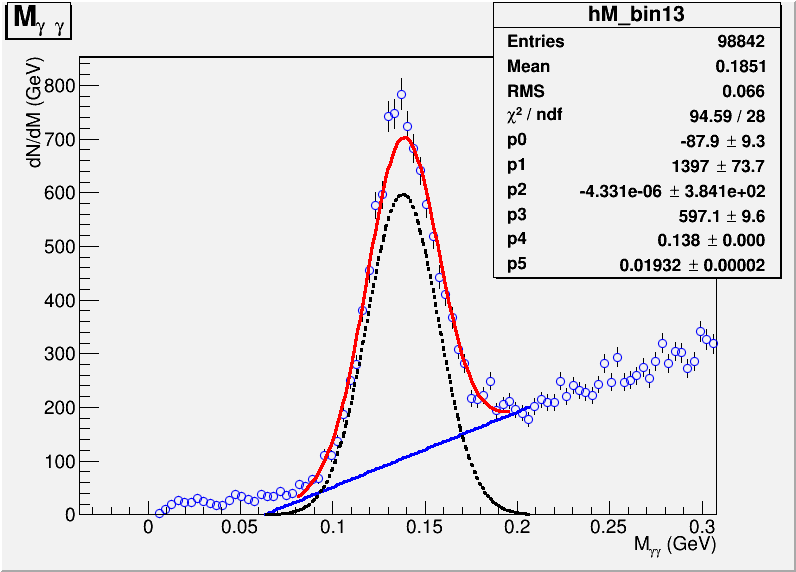 M_γ γ
hM_bin13
Entries 98842
Mean 0.1851
RMS 0.066
χ² / ndf 94.59 / 28
p0 -87.9 ± 9.3
p1 1397 ± 73.7
p2 -4.331e-06 ± 3.841e+02
p3 597.1 ± 9.6
p4 0.138 ± 0.000
p5 0.01932 ± 0.00002
dN/dM (GeV)
800
700
600
500
400
300
200
100
0
0 0.05 0.1 0.15 0.2 0.25 0.3
M_γγ (GeV)